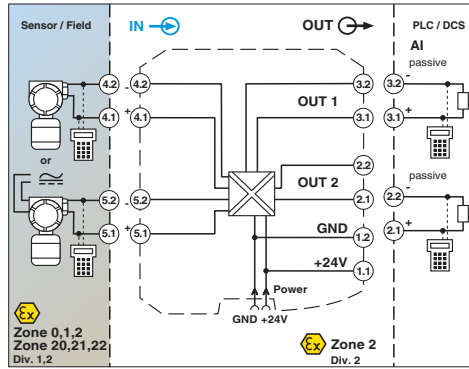 Sensor / Field
IN
OUT
PLC / DCS
AI
passive
4.2
-
4.2
3.2
3.2
-
OUT 1
4.1
+
4.1
3.1
3.1
+
or
2.2
passive
OUT 2
5.2
-
5.2
2.1
2.2
-
GND
5.1
+
5.1
1.2
2.1
+
+24V
1.1
Power
GND +24V
Ex
Zone 0,1,2
Zone 20,21,22
Div. 1,2
Ex
Zone 2
Div. 2